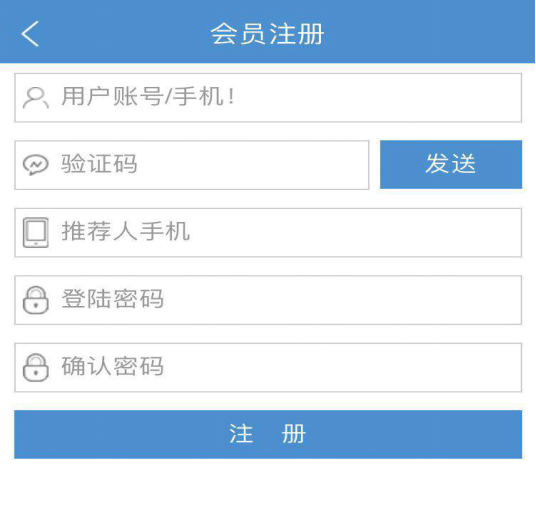 会员注册
用户账号/手机！
验证码
发送
推荐人手机
登陆密码
确认密码
注 册